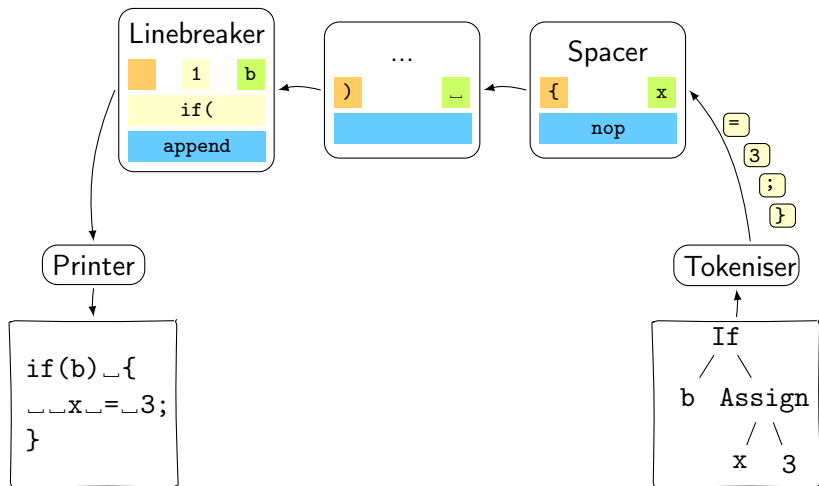 Linebreaker
1 b
if(
append
...
) ⎵
Spacer
{ x
nop
=
3
;
}
Printer
Tokeniser
if(b)⎵{
⎵⎵x⎵=⎵3;
}
If
b Assign
x 3